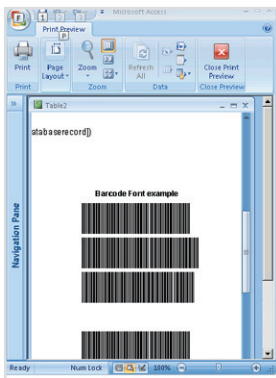 Microsoft Access
Print Preview
P
Print
Page Layout
Zoom
Refresh All
Close Print Preview
Print
Zoom
Data
Close Preview
»
Table2
atabaserecord])
Barcode Font example
Navigation Pane
Ready
Num Lock
100%